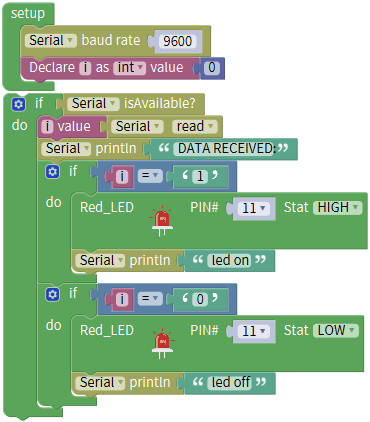 setup
Serial baud rate 9600
Declare i as int value 0
if Serial isAvailable?
do i value Serial read
Serial println “ DATA RECEIVED: ”
if i = ‘ 1 ’
do Red_LED PIN# 11 Stat HIGH
Serial println “ led on ”
if i = ‘ 0 ’
do Red_LED PIN# 11 Stat LOW
Serial println “ led off ”